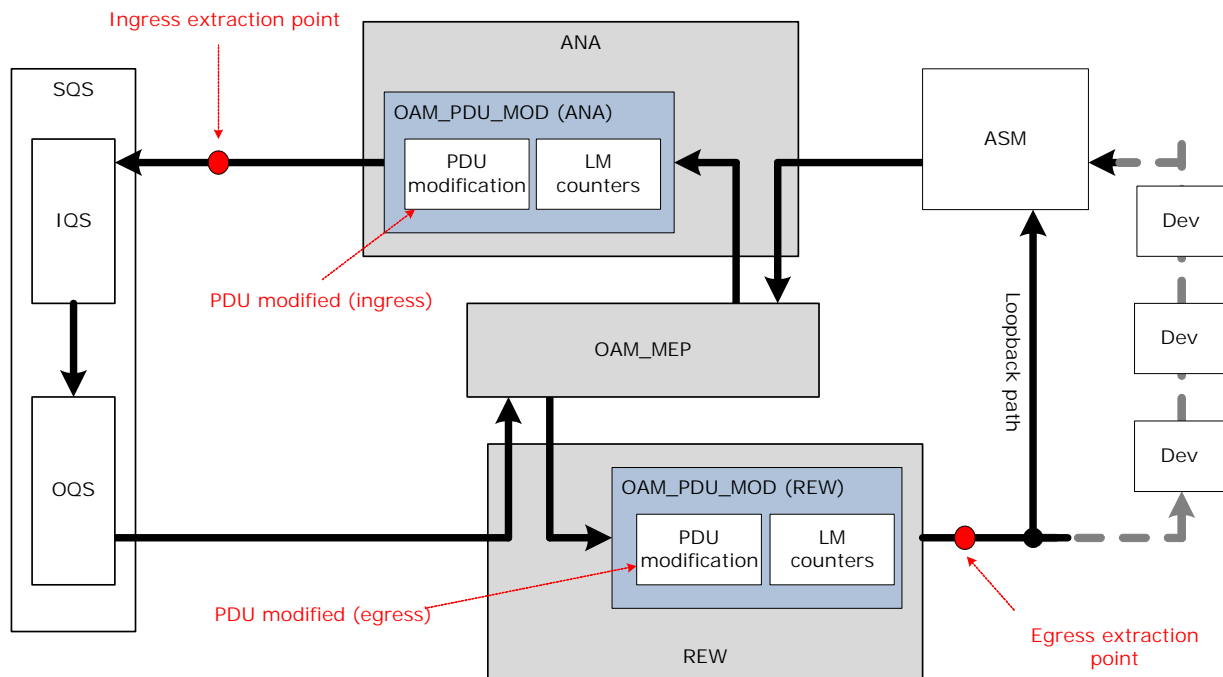 Ingress extraction point
ANA
SQS
OAM_PDU_MOD (ANA)
PDU
modification
LM
counters
ASM
IQS
Dev
PDU modified (ingress)
Loopback path
Dev
OAM_MEP
Dev
OQS
OAM_PDU_MOD (REW)
PDU
modification
LM
counters
PDU modified (egress)
Egress extraction
point
REW